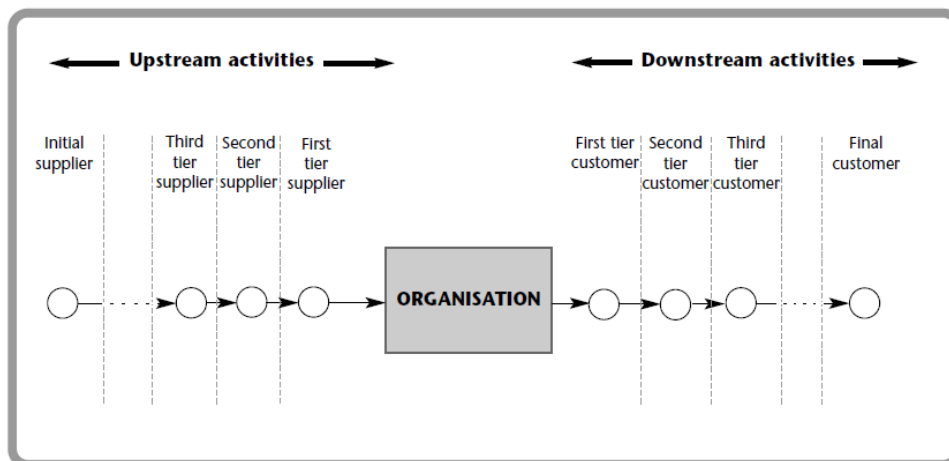 Upstream activities
Downstream activities
Initial
supplier
Third
tier
supplier
Second
tier
supplier
First
tier supplier
First tier
customer
Second
tier
customer
Third
tier
customer
Final
customer
ORGANISATION